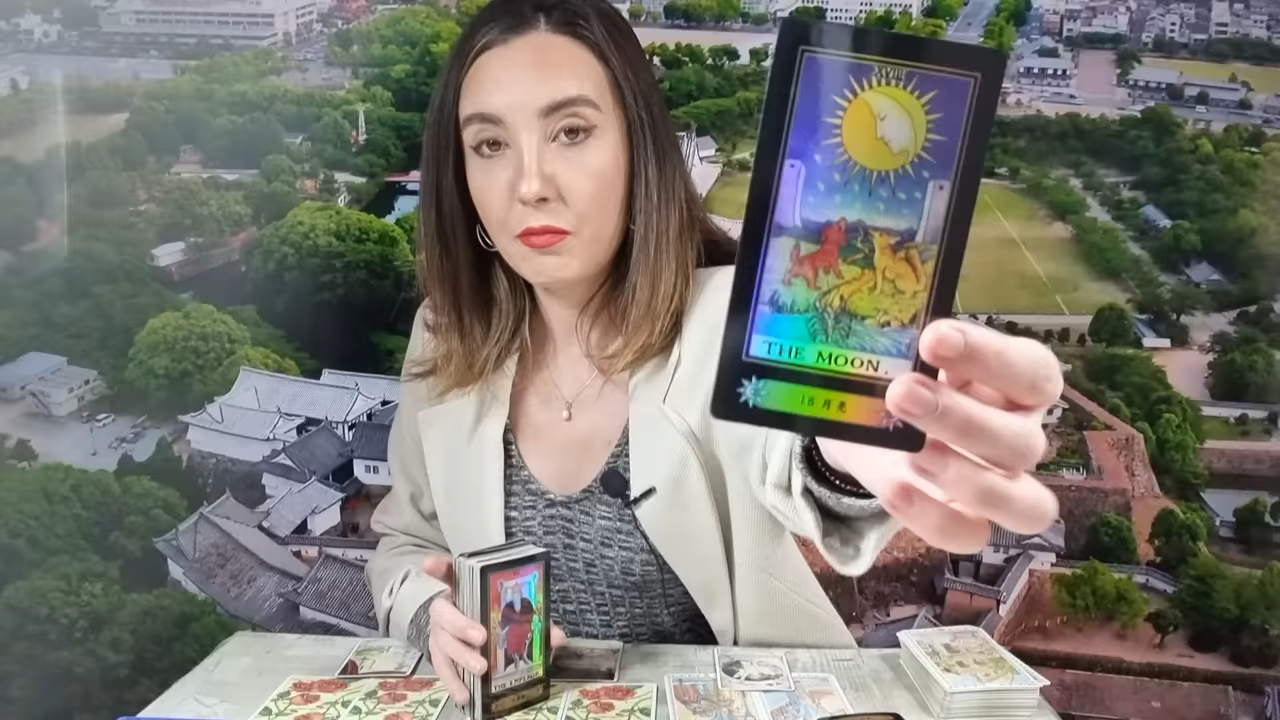 XVIII
THE MOON.
18 月亮
THE EMPEROR